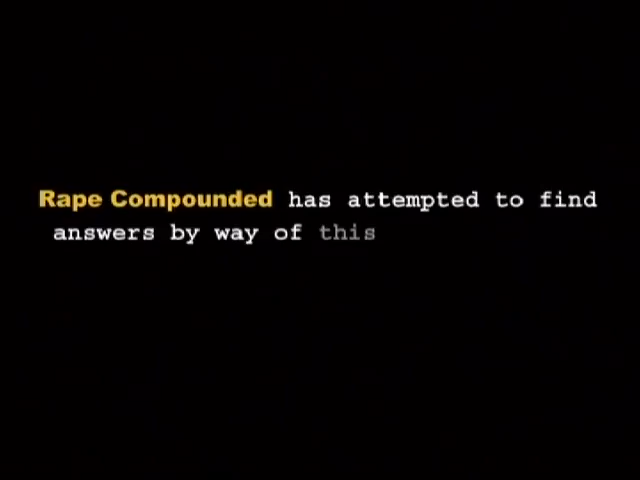 Rape Compounded has attempted to find
answers by way of this